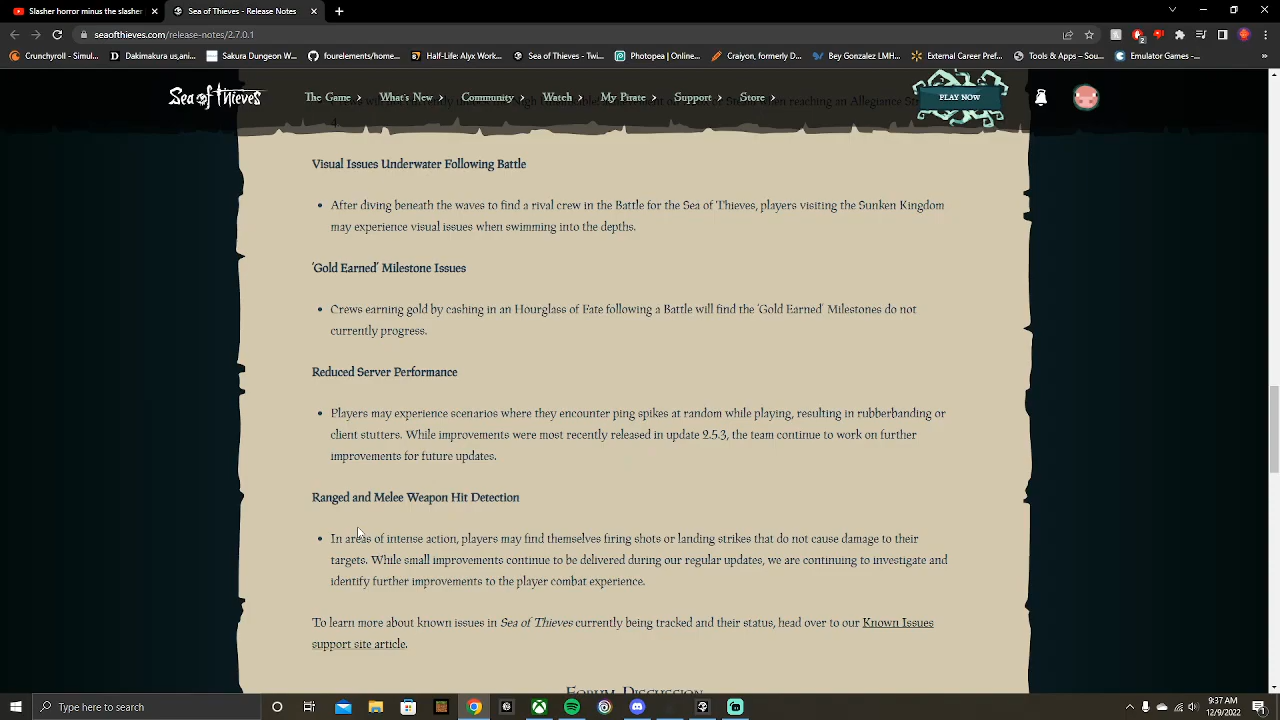 Slasher horror minus the slasher
Sea of Thieves - Release Notes
seaofthieves.com/release-notes/2.7.0.1
Crunchyroll - Simul...
Dakimakura us,ani...
Sakura Dungeon W...
fourements/home...
Half-Life: Alyx - No...
Sea of Thieves - Twi...
Photopea | Online...
Craiyon, formerly D...
Bey Gonzalez LMH...
External Career Pref...
Tools & Apps - Sou...
Emulator Games -...
Sea of Thieves
The Game
What's New
Community
Watch
My Pirate
Support
Store
PLAY NOW
when reaching an Allegiance
4
Visual Issues Underwater Following Battle
After diving beneath the waves to find a rival crew in the Battle for the Sea of Thieves, players visiting the Sunken Kingdom
may experience visual issues when swimming into the depths.
'Gold Earned' Milestone Issues
Crews earning gold by cashing in an Hourglass of Fate following a Battle will find the 'Gold Earned' Milestones do not
currently progress.
Reduced Server Performance
Players may experience scenarios where they encounter ping spikes at random while playing, resulting in rubberbanding or
client stutters. While improvements were most recently released in update 2.5.3, the team continue to work on further
improvements for future updates.
Ranged and Melee Weapon Hit Detection
In areas of intense action, players may find themselves firing shots or landing strikes that do not cause damage to their
targets. While small improvements continue to be delivered during our regular updates, we are continuing to investigate and
identify further improvements to the player combat experience.
To learn more about known issues in Sea of Thieves currently being tracked and their status, head over to our Known Issues
support site article.
Forum Discussion
Type here to search
9:37 AM
12/9/2022